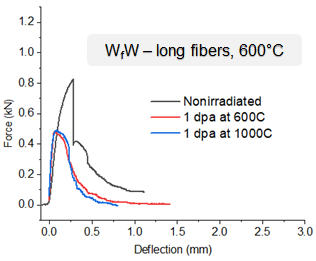 WfW – long fibers, 600°C
Nonirradiated
1 dpa at 600C
1 dpa at 1000C
Force (kN)
1.2
1.0
0.8
0.6
0.4
0.2
0.0
0.0 0.5 1.0 1.5 2.0 2.5 3.0
Deflection (mm)